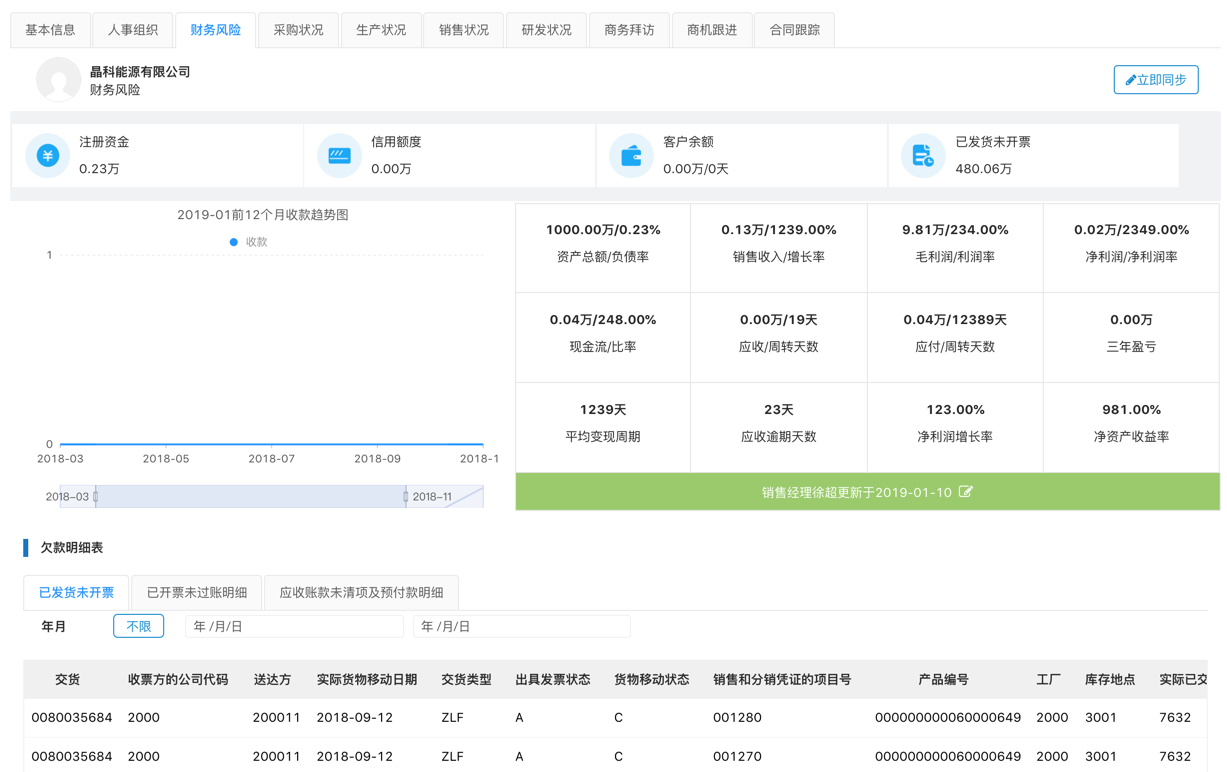 基本信息 人事组织 财务风险 采购状况 生产状况 销售状况 研发状况 商务拜访 商机跟进 合同跟踪
晶科能源有限公司
财务风险
立即同步
注册资金 信用额度 客户余额 已发货未开票
0.23万 0.00万 0.00万/0天 480.06万
2019-01前12个月收款趋势图
收款
1
0
2018-03 2018-05 2018-07 2018-09 2018-1
2018-03 2018-11
1000.00万/0.23% 0.13万/1239.00% 9.81万/234.00% 0.02万/2349.00%
资产总额/负债率 销售收入/增长率 毛利润/利润率 净利润/净利润率
0.04万/248.00% 0.00万/19天 0.04万/12389天 0.00万
现金流/比率 应收/周转天数 应付/周转天数 三年盈亏
1239天 23天 123.00% 981.00%
平均变现周期 应收逾期天数 净利润增长率 净资产收益率
销售经理徐超更新于2019-01-10
欠款明细表
已发货未开票 已开票未过账明细 应收账款未清项及预付款明细
年月 不限 年 /月/日 年 /月/日
交货 收票方的公司代码 送达方 实际货物移动日期 交货类型 出具发票状态 货物移动状态 销售和分销凭证的项目号 产品编号 工厂 库存地点 实际已交
0080035684 2000 200011 2018-09-12 ZLF A C 001280 000000000060000649 2000 3001 7632
0080035684 2000 200011 2018-09-12 ZLF A C 001270 000000000060000649 2000 3001 7632